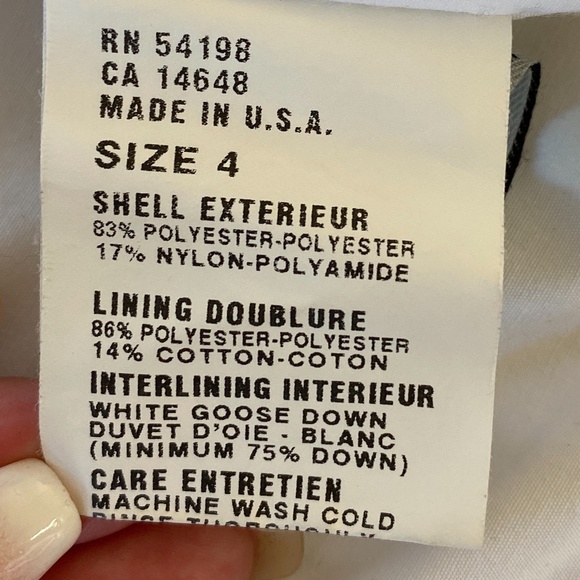 RN 54198
CA 14648
MADE IN U.S.A.
SIZE 4
SHELL EXTERIEUR
83% POLYESTER-POLYESTER
17% NYLON-POLYAMIDE
LINING DOUBLURE
86% POLYESTER-POLYESTER
14% COTTON-COTON
INTERLINING INTERIEUR
WHITE GOOSE DOWN
DUVET D'OIE - BLANC
(MINIMUM 75% DOWN)
CARE ENTRETIEN
MACHINE WASH COLD
RINSE THOROUGHLY